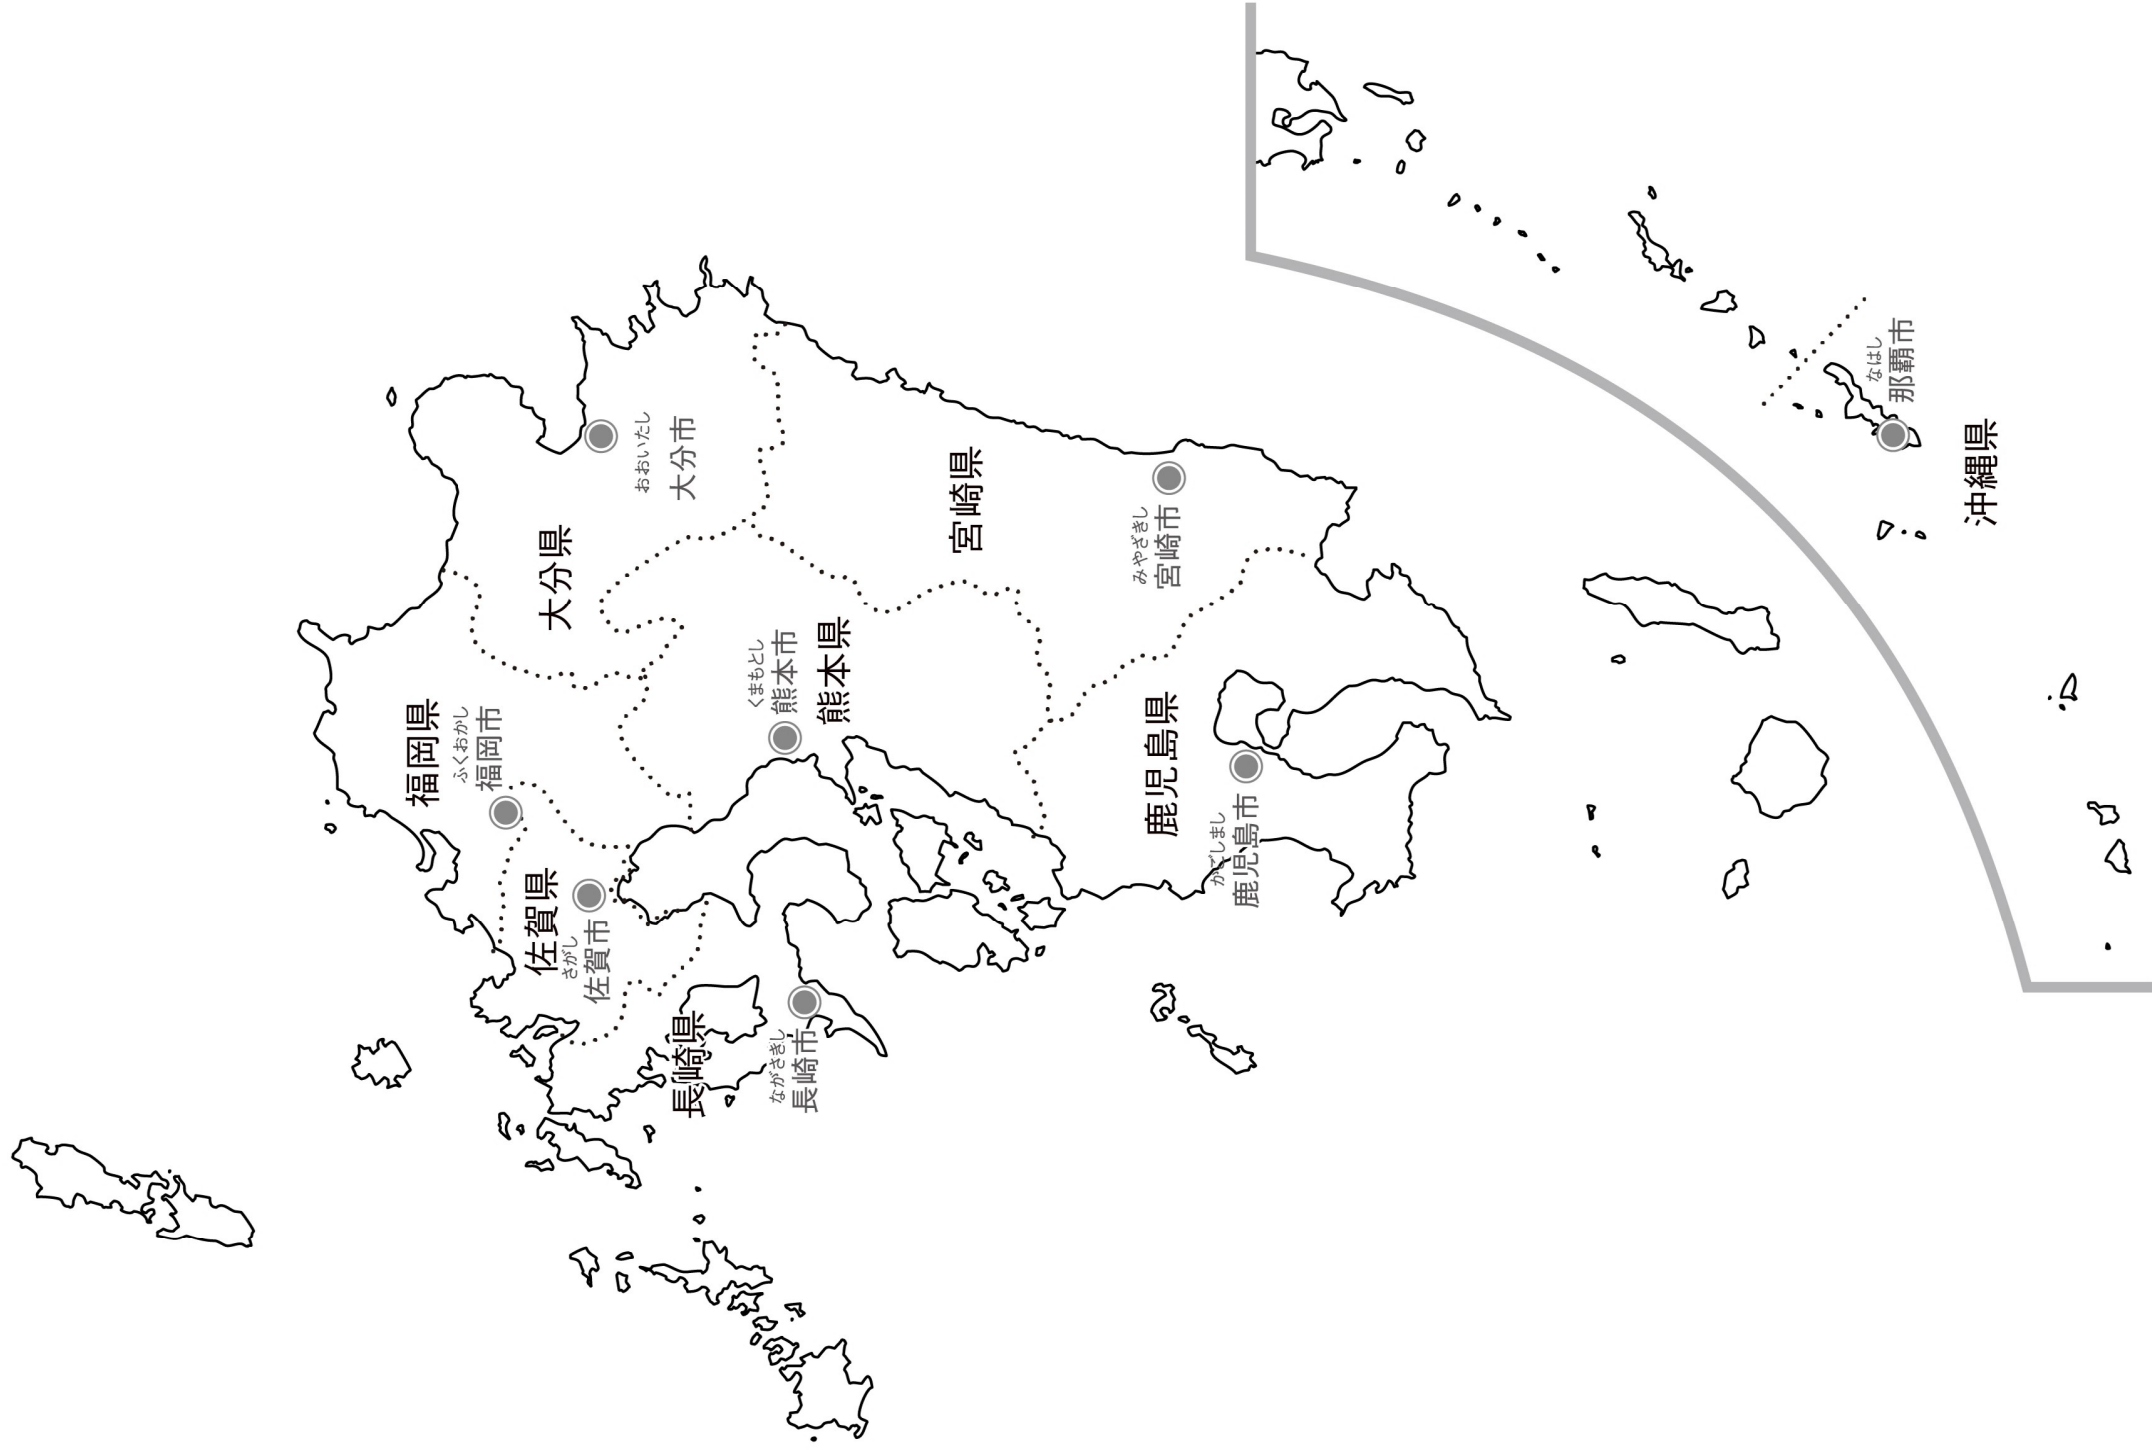 福岡県
ふくおかし
福岡市
佐賀県
さがし
佐賀市
長崎県
ながさきし
長崎市
大分県
おおいたし
大分市
くまもとし
熊本市
熊本県
宮崎県
みやざきし
宮崎市
鹿児島県
かごしまし
鹿児島市
なはし
那覇市
沖縄県